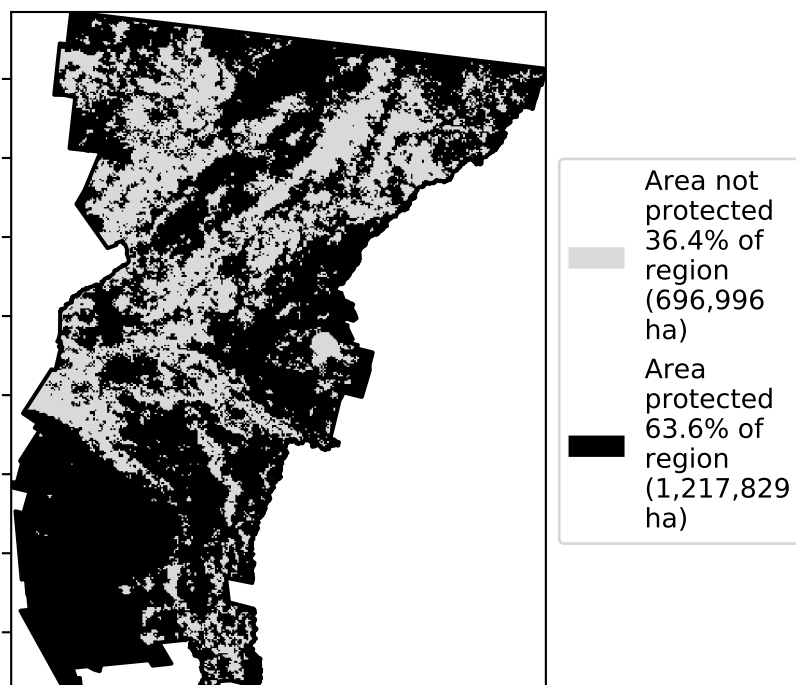 Area not
protected
36.4% of
region
(696,996
ha)
Area
protected
63.6% of
region
(1,217,829
ha)